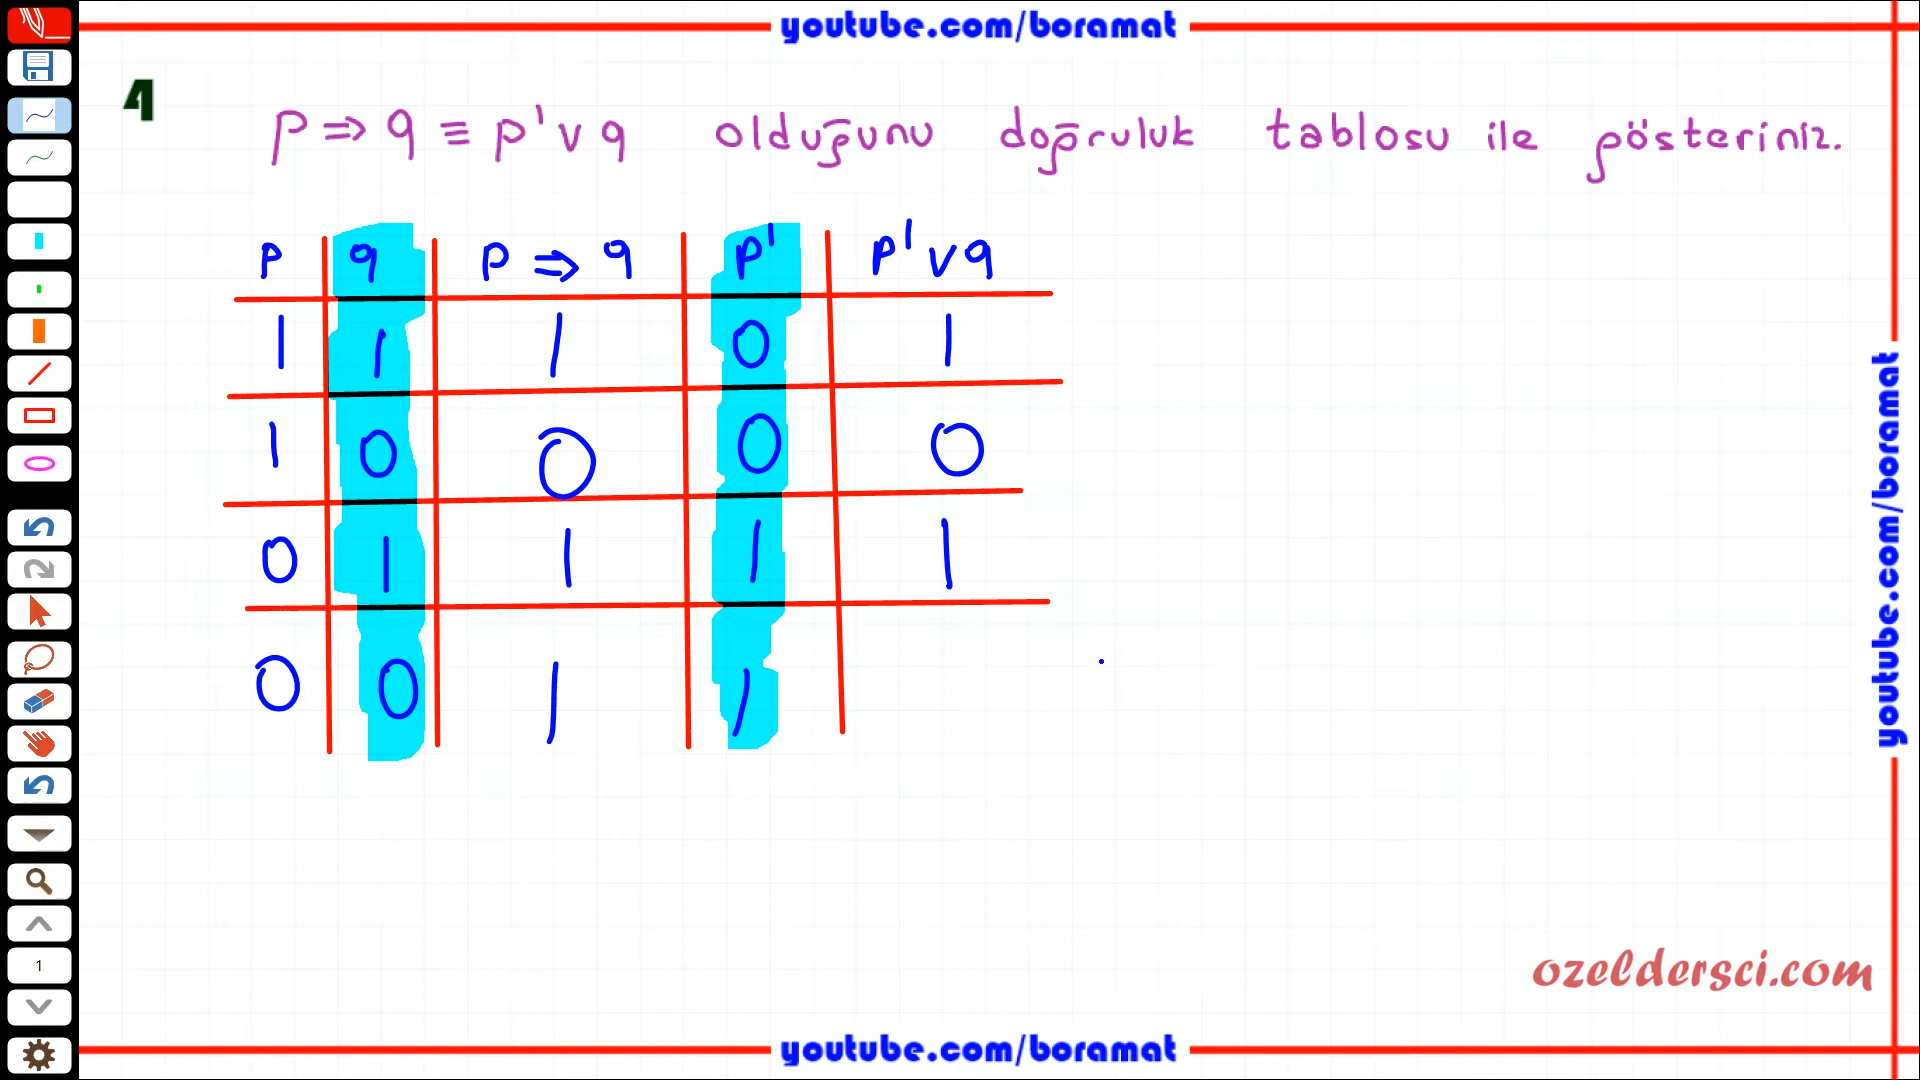 youtube.com/boramat
4
p ⇒ q ≡ p' v q olduğunu doğruluk tablosu ile gösteriniz.
p q p ⇒ q p' p' v q
1 1 1 0 1
1 0 0 0 0
0 1 1 1 1
0 0 1 1
youtube.com/boramat
ozeldersci.com
1
youtube.com/boramat